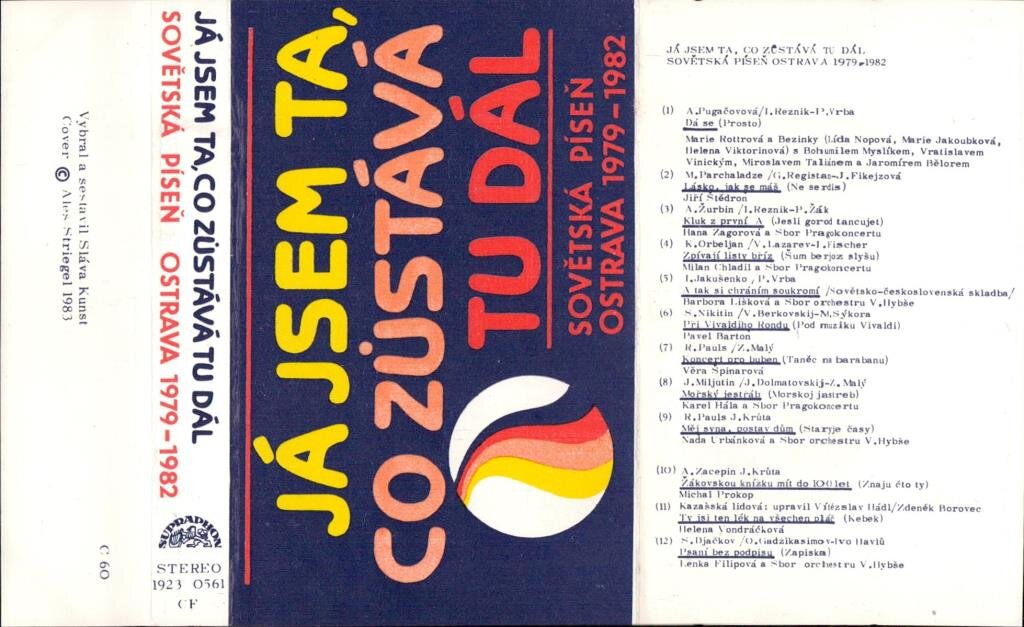 Vybral a sestavil Sláva Kunst
Cover © Aleš Striegel 1983
C 60
JÁ JSEM TA, CO ZŮSTÁVÁ TU DÁL
SOVĚTSKÁ PÍSEŇ OSTRAVA 1979-1982
SUPRAPHON
STEREO
1923 0561
CF
JÁ JSEM TA,
CO ZŮSTÁVÁ
TU DÁL
SOVĚTSKÁ PÍSEŇ
OSTRAVA 1979-1982
JÁ JSEM TA, CO ZŮSTÁVÁ TU DÁL
SOVĚTSKÁ PÍSEŇ OSTRAVA 1979-1982
(1) A.Pugačovová/I.Reznik-P.Vrba
Dá se (Prosto)
Marie Rottrová a Bezinky (Lída Nopová, Marie Jakoubková,
Helena Viktorinová) s Bohumilem Myslíkem, Vratislavem
Vinickým, Miroslavem Taliánem a Jaromírem Bělorem
(2) M.Parchaladze /G.Registan-J.Fikejzová
Lásko, jak se máš (Ne serdis)
Jiří Štědroň
(3) A.Žurbin /I.Reznik-P.Žák
Kluk z první A (Jesli gorod tancujet)
Hana Zagorová a Sbor Pragokoncertu
(4) K.Orbeljan /V.Lazarev-I.Fischer
Zpívají listy bříz (Šum berjoz slyšu)
Milan Chladil a Sbor Pragokoncertu
(5) I.Jakušenko /P.Vrba
A tak si chráním soukromí /Sovětsko-československá skladba/
Barbora Lišková a Sbor orchestru V.Hybše
(6) S.Nikitin /V.Berkovskij-M.Sýkora
Při Vivaldiho Rondu (Pod muziku Vivaldi)
Pavel Bartoň
(7) R.Pauls /Z.Malý
Koncert pro buben (Taněc na barabanu)
Věra Špinarová
(8) J.Miljutin /J.Dolmatovskij-Z.Malý
Mořský jestřáb (Morskoj jastreb)
Karel Hála a Sbor Pragokoncertu
(9) R.Pauls J.Krůta
Měj syna, postav dům (Staryje časy)
Naďa Urbánková a Sbor orchestru V.Hybše
(10) A.Zacepin J.Krůta
Žákovskou knížku mít do 100 let (Znaju čto ty)
Michal Prokop
(11) Kazašská lidová: upravil Vítězslav Hádl/Zdeněk Borovec
Ty jsi ten lék na všechen pláč (Kebek)
Helena Vondráčková
(12) S.Djačkov /O.Gadžikasimov-Ivo Havlů
Psaní bez podpisu (Zapiska)
Lenka Filipová a Sbor orchestru V.Hybše